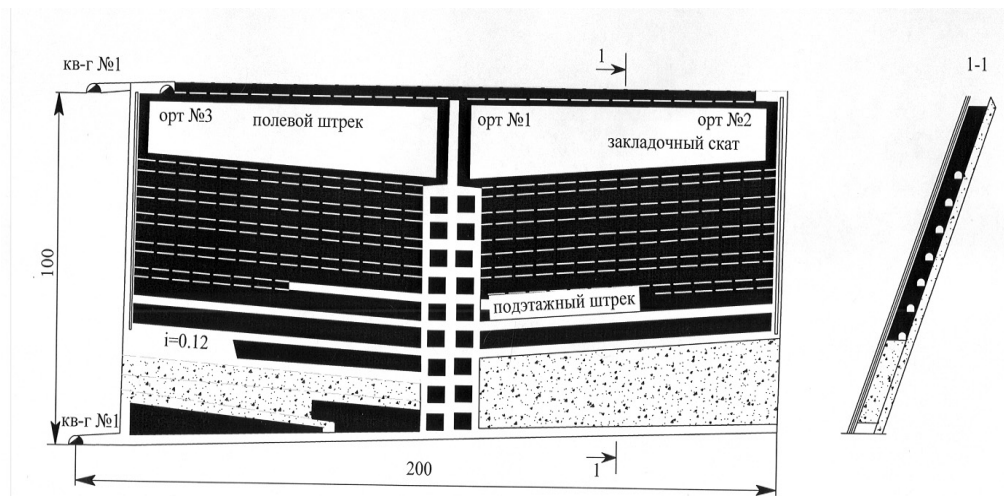 кв-г №1
1
1-1
орт №3
полевой штрек
орт №1
орт №2
закладочный скат
100
подэтажный штрек
i=0.12
кв-г №1
200
1